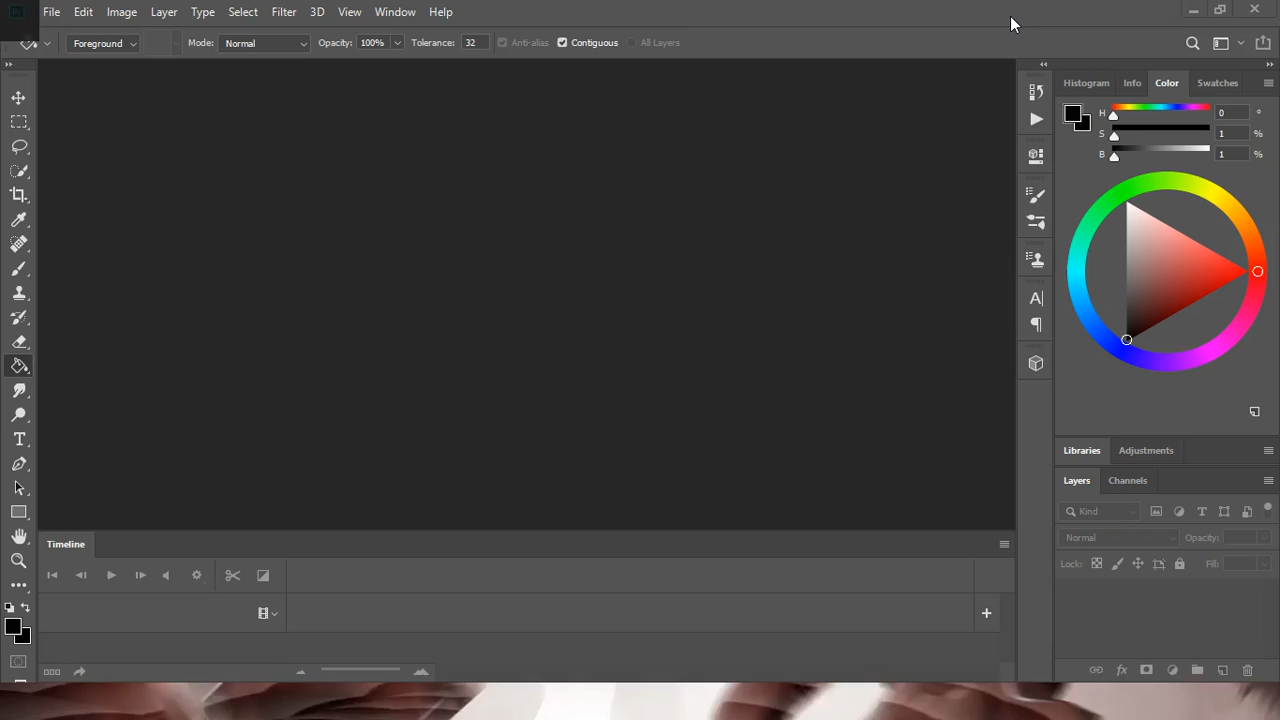 File Edit Image Layer Type Select Filter 3D View Window Help
Foreground Mode: Normal Opacity: 100% Tolerance: 32 Anti-alias Contiguous All Layers
Histogram Info Color Swatches
H 0 °
S 1 %
B 1 %
Libraries Adjustments
Layers Channels
Kind
Normal Opacity:
Lock: Fill:
Timeline